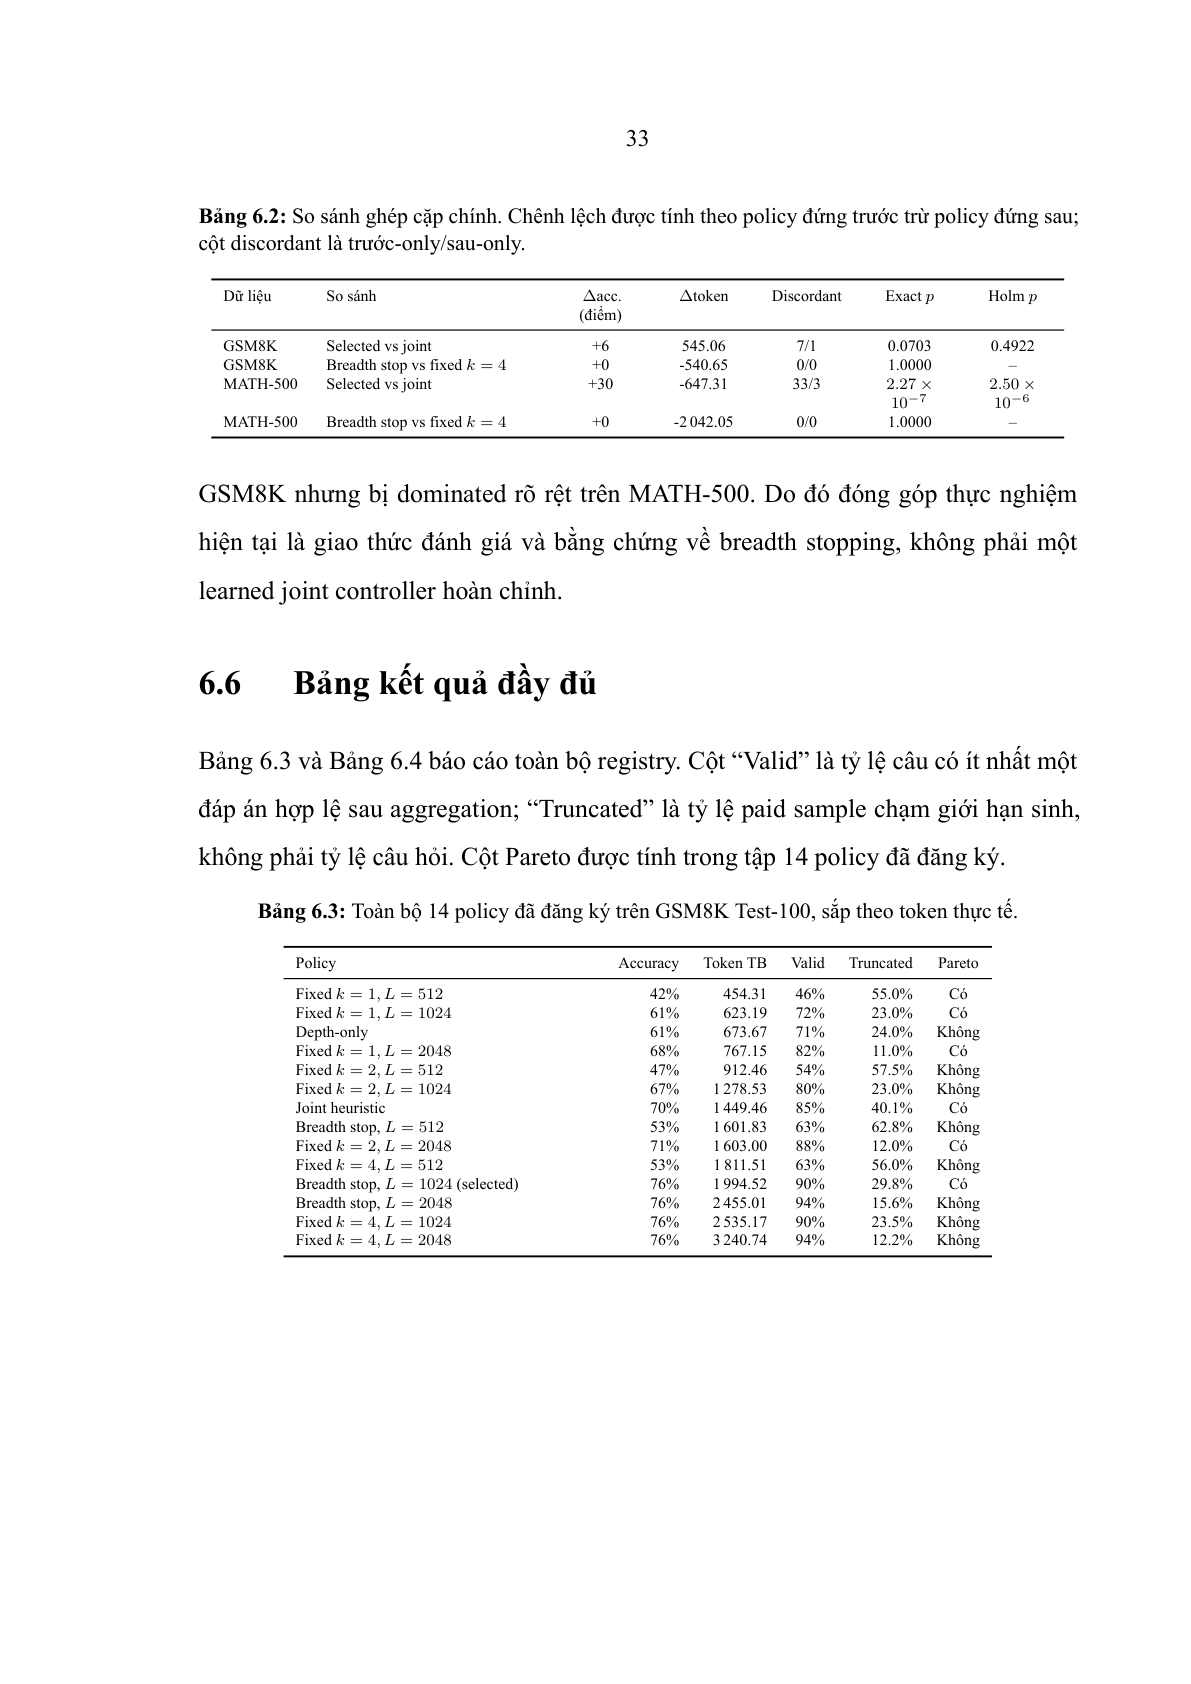 33
Bảng 6.2: So sánh ghép cặp chính. Chênh lệch được tính theo policy đứng trước trừ policy đứng sau;
cột discordant là trước-only/sau-only.
Dữ liệu So sánh Δacc. Δtoken Discordant Exact p Holm p
(điểm)
GSM8K Selected vs joint +6 545.06 7/1 0.0703 0.4922
GSM8K Breadth stop vs fixed k = 4 +0 -540.65 0/0 1.0000 –
MATH-500 Selected vs joint +30 -647.31 33/3 2.27 × 2.50 ×
10⁻⁷ 10⁻⁶
MATH-500 Breadth stop vs fixed k = 4 +0 -2 042.05 0/0 1.0000 –
GSM8K nhưng bị dominated rõ rệt trên MATH-500. Do đó đóng góp thực nghiệm
hiện tại là giao thức đánh giá và bằng chứng về breadth stopping, không phải một
learned joint controller hoàn chỉnh.
6.6 Bảng kết quả đầy đủ
Bảng 6.3 và Bảng 6.4 báo cáo toàn bộ registry. Cột “Valid” là tỷ lệ câu có ít nhất một
đáp án hợp lệ sau aggregation; “Truncated” là tỷ lệ paid sample chạm giới hạn sinh,
không phải tỷ lệ câu hỏi. Cột Pareto được tính trong tập 14 policy đã đăng ký.
Bảng 6.3: Toàn bộ 14 policy đã đăng ký trên GSM8K Test-100, sắp theo token thực tế.
Policy Accuracy Token TB Valid Truncated Pareto
Fixed k = 1, L = 512 42% 454.31 46% 55.0% Có
Fixed k = 1, L = 1024 61% 623.19 72% 23.0% Có
Depth-only 61% 673.67 71% 24.0% Không
Fixed k = 1, L = 2048 68% 767.15 82% 11.0% Có
Fixed k = 2, L = 512 47% 912.46 54% 57.5% Không
Fixed k = 2, L = 1024 67% 1 278.53 80% 23.0% Không
Joint heuristic 70% 1 449.46 85% 40.1% Có
Breadth stop, L = 512 53% 1 601.83 63% 62.8% Không
Fixed k = 2, L = 2048 71% 1 603.00 88% 12.0% Có
Fixed k = 4, L = 512 53% 1 811.51 63% 56.0% Không
Breadth stop, L = 1024 (selected) 76% 1 994.52 90% 29.8% Có
Breadth stop, L = 2048 76% 2 455.01 94% 15.6% Không
Fixed k = 4, L = 1024 76% 2 535.17 90% 23.5% Không
Fixed k = 4, L = 2048 76% 3 240.74 94% 12.2% Không